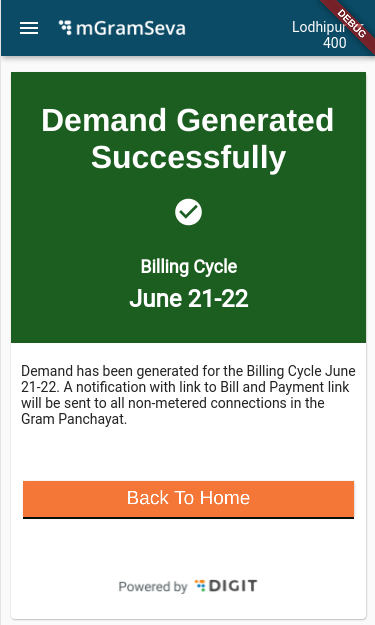 mGramSeva
Lodhipur
400
DEBUG
Demand Generated
Successfully
Billing Cycle
June 21-22
Demand has been generated for the Billing Cycle June
21-22. A notification with link to Bill and Payment link
will be sent to all non-metered connections in the
Gram Panchayat.
Back To Home
Powered by DIGIT